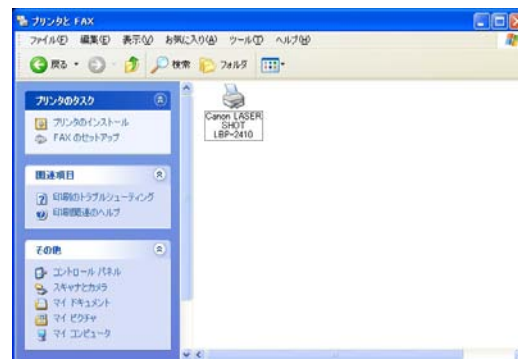 プリンタと FAX
ファイル(F) 編集(E) 表示(V) お気に入り(A) ツール(T) ヘルプ(H)
戻る 検索 フォルダ
プリンタのタスク
プリンタのインストール
FAX のセットアップ
関連項目
印刷のトラブルシューティング
印刷関連のヘルプ
その他
コントロール パネル
スキャナとカメラ
マイ ドキュメント
マイ ピクチャ
マイ コンピュータ
Canon LASER
SHOT
LBP-2410